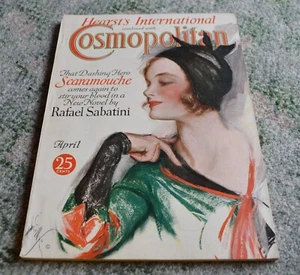 Hearst's International
combined with
Cosmopolitan
That Dashing Hero
Scaramouche
comes again to
stir your blood in a
New Novel by
Rafael Sabatini
April
25
CENTS